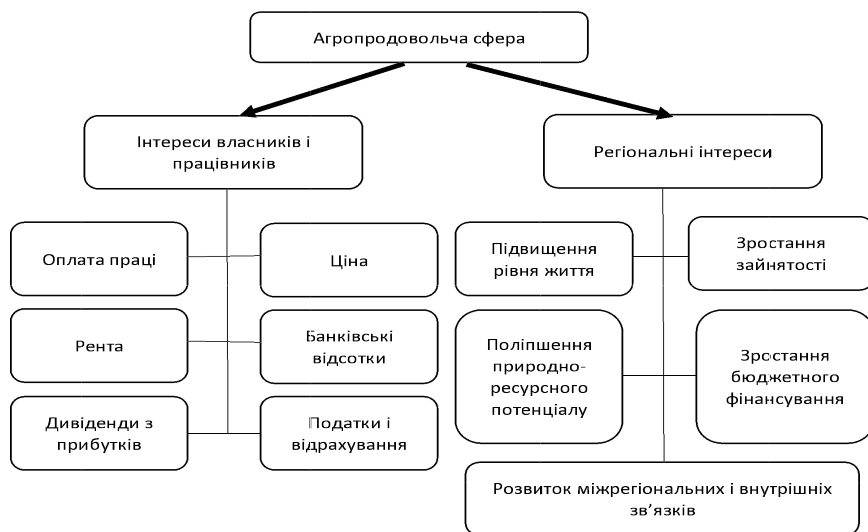 Агропродовольча сфера
Інтереси власників і
працівників
Регіональні інтереси
Оплата праці
Ціна
Підвищення
рівня життя
Зростання
зайнятості
Рента
Банківські
відсотки
Поліпшення
природно-
ресурсного
потенціалу
Зростання
бюджетного
фінансування
Дивіденди з
прибутків
Податки і
відрахування
Розвиток міжрегіональних і внутрішніх
зв’язків